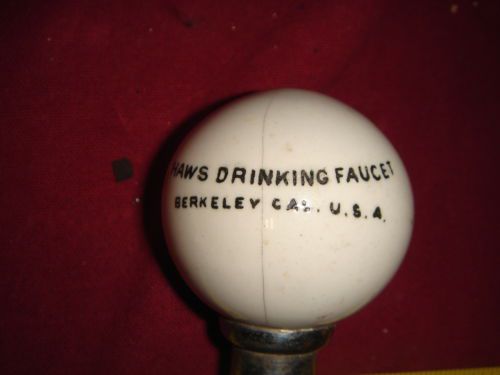 HAWS DRINKING FAUCET
BERKELEY CAL. U.S.A.